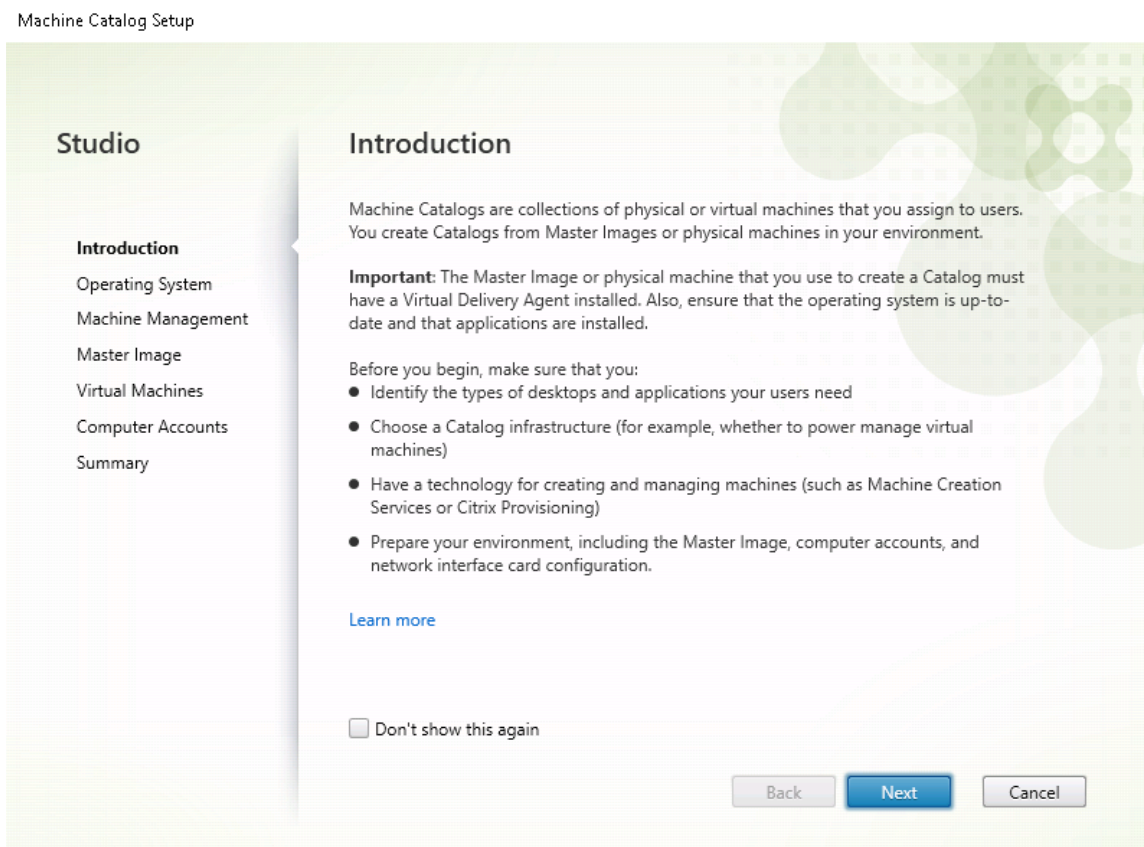 Machine Catalog Setup
Studio
Introduction
Operating System
Machine Management
Master Image
Virtual Machines
Computer Accounts
Summary
Introduction
Machine Catalogs are collections of physical or virtual machines that you assign to users.
You create Catalogs from Master Images or physical machines in your environment.
Important: The Master Image or physical machine that you use to create a Catalog must
have a Virtual Delivery Agent installed. Also, ensure that the operating system is up-to-
date and that applications are installed.
Before you begin, make sure that you:
● Identify the types of desktops and applications your users need
● Choose a Catalog infrastructure (for example, whether to power manage virtual
machines)
● Have a technology for creating and managing machines (such as Machine Creation
Services or Citrix Provisioning)
● Prepare your environment, including the Master Image, computer accounts, and
network interface card configuration.
Learn more
Don't show this again
Back
Next
Cancel